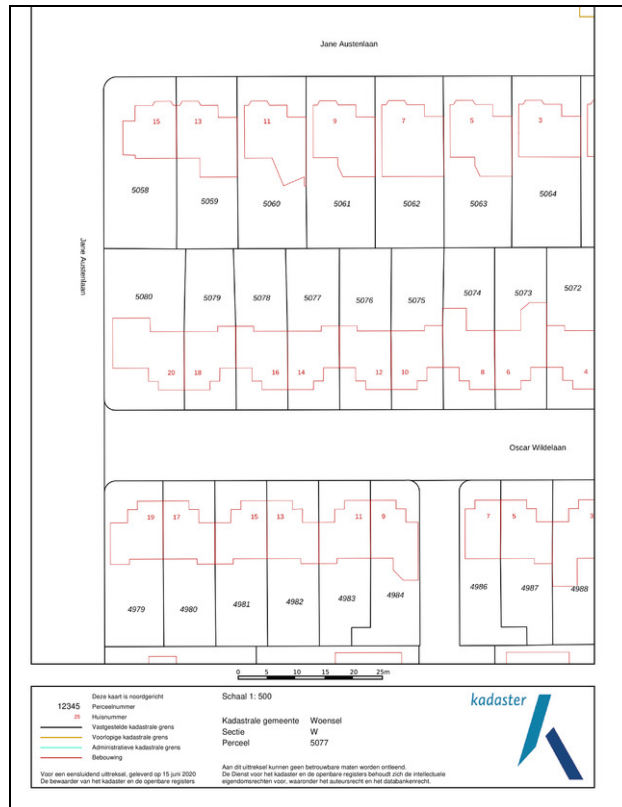 Jane Austenlaan
15 13 11 9 7 5 3
5058 5059 5060 5061 5062 5063 5064
Jane Austenlaan
5080 5079 5078 5077 5076 5075 5074 5073 5072
20 18 16 14 12 10 8 6 4
Oscar Wildelaan
19 17 15 13 11 9 7 5 3
4979 4980 4981 4982 4983 4984 4986 4987 4988
0 5 10 15 20 25m
Deze kaart is noordgericht
12345 Perceelnummer
25 Huisnummer
Vastgestelde kadastrale grens
Voorlopige kadastrale grens
Administratieve kadastrale grens
Bebouwing
Voor een eensluidend uittreksel, geleverd op 15 juni 2020
De bewaarder van het kadaster en de openbare registers
Schaal 1: 500
Kadastrale gemeente Woensel
Sectie W
Perceel 5077
Aan dit uittreksel kunnen geen betrouwbare maten worden ontleend.
De Dienst voor het kadaster en de openbare registers behoudt zich de intellectuele
eigendomsrechten voor, waaronder het auteursrecht en het databankenrecht.
kadaster